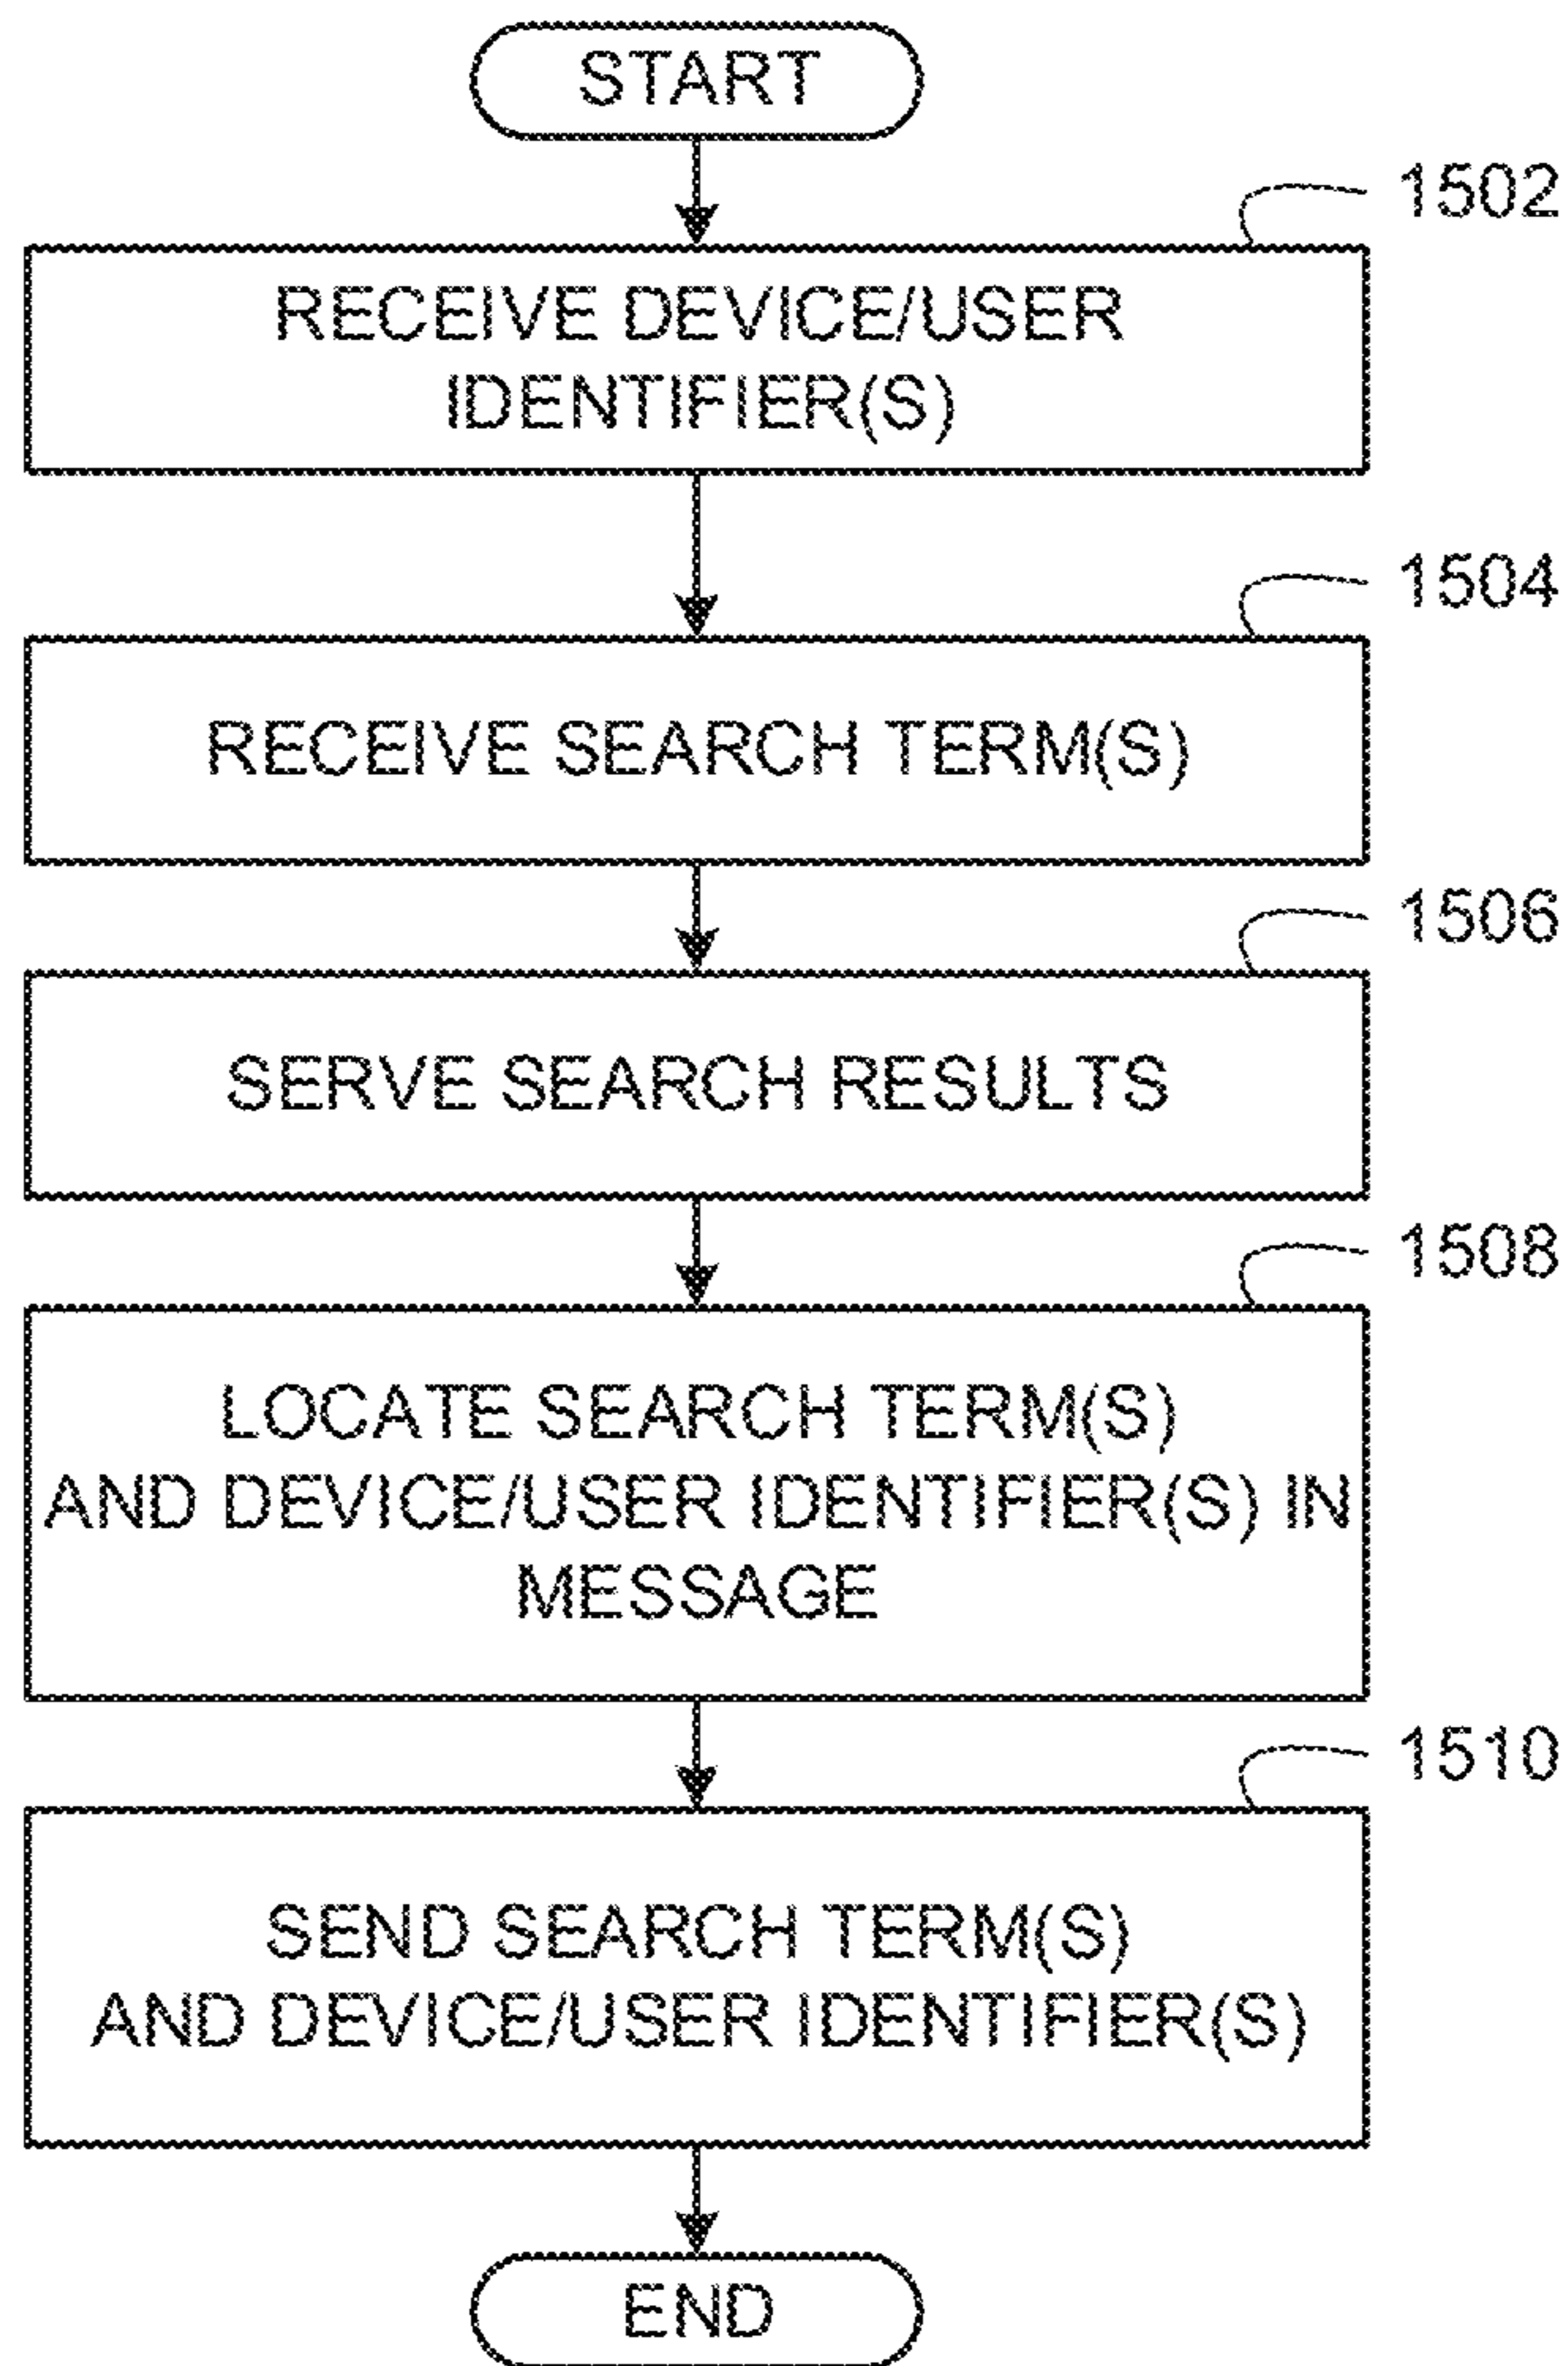 START
1502
RECEIVE DEVICE/USER
IDENTIFIER(S)
1504
RECEIVE SEARCH TERM(S)
1506
SERVE SEARCH RESULTS
1508
LOCATE SEARCH TERM(S)
AND DEVICE/USER IDENTIFIER(S) IN
MESSAGE
1510
SEND SEARCH TERM(S)
AND DEVICE/USER IDENTIFIER(S)
END